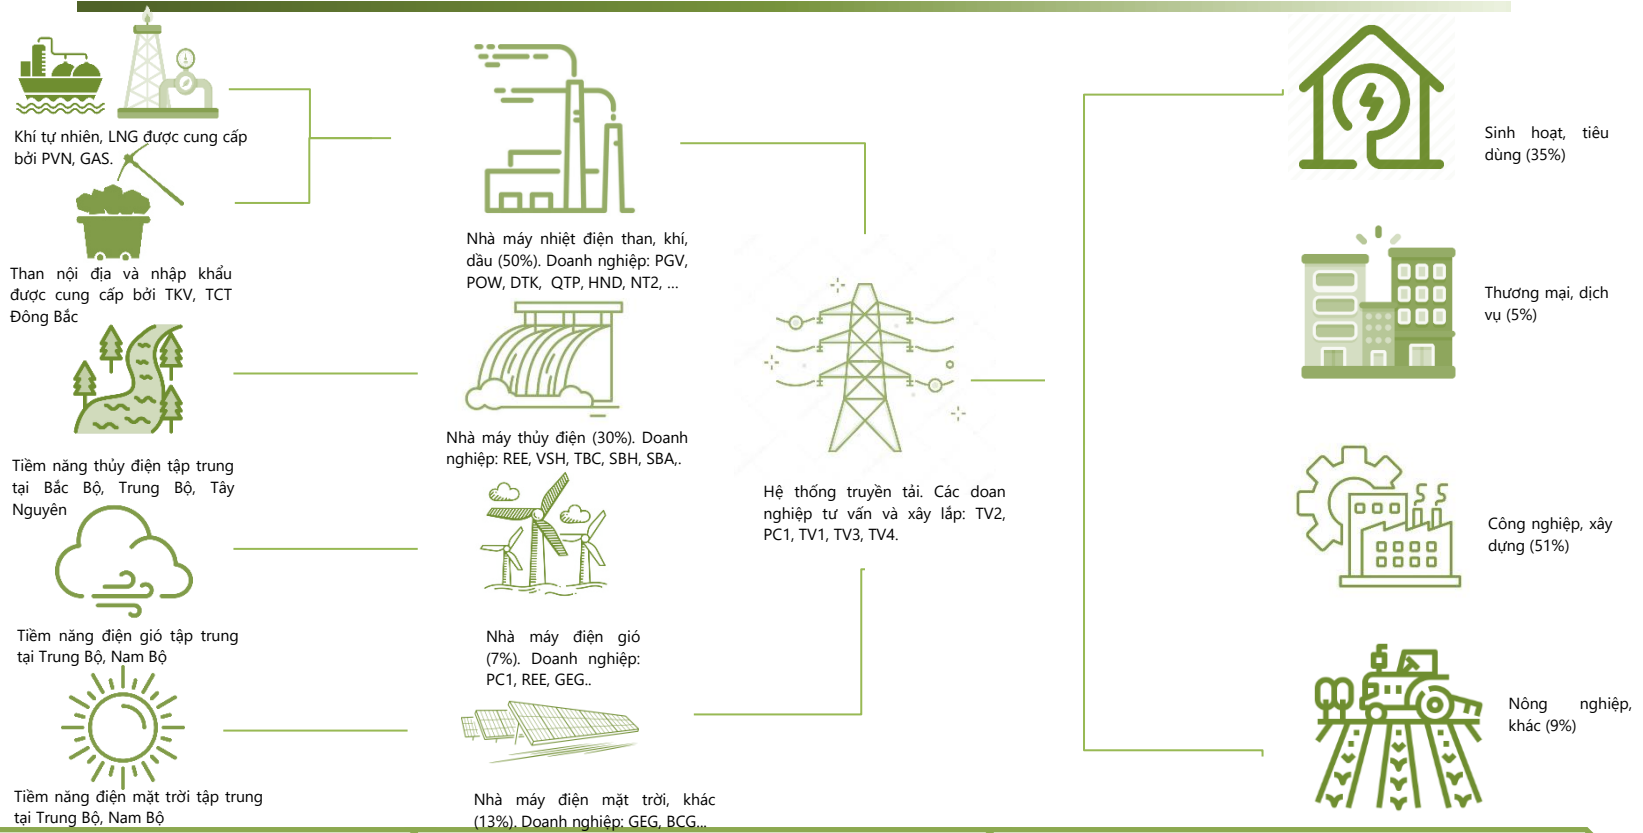 Khí tự nhiên, LNG được cung cấp
bởi PVN, GAS.
Than nội địa và nhập khẩu
được cung cấp bởi TKV, TCT
Đông Bắc
Tiềm năng thủy điện tập trung
tại Bắc Bộ, Trung Bộ, Tây
Nguyên
Tiềm năng điện gió tập trung
tại Trung Bộ, Nam Bộ
Tiềm năng điện mặt trời tập trung
tại Trung Bộ, Nam Bộ
Nhà máy nhiệt điện than, khí,
dầu (50%). Doanh nghiệp: PGV,
POW, DTK, QTP, HND, NT2, ...
Nhà máy thủy điện (30%). Doanh
nghiệp: REE, VSH, TBC, SBH, SBA,.
Nhà máy điện gió
(7%). Doanh nghiệp:
PC1, REE, GEG..
Nhà máy điện mặt trời, khác
(13%). Doanh nghiệp: GEG, BCG...
Hệ thống truyền tải. Các doan
nghiệp tư vấn và xây lắp: TV2,
PC1, TV1, TV3, TV4.
Sinh hoạt, tiêu
dùng (35%)
Thương mại, dịch
vụ (5%)
Công nghiệp, xây
dựng (51%)
Nông nghiệp,
khác (9%)